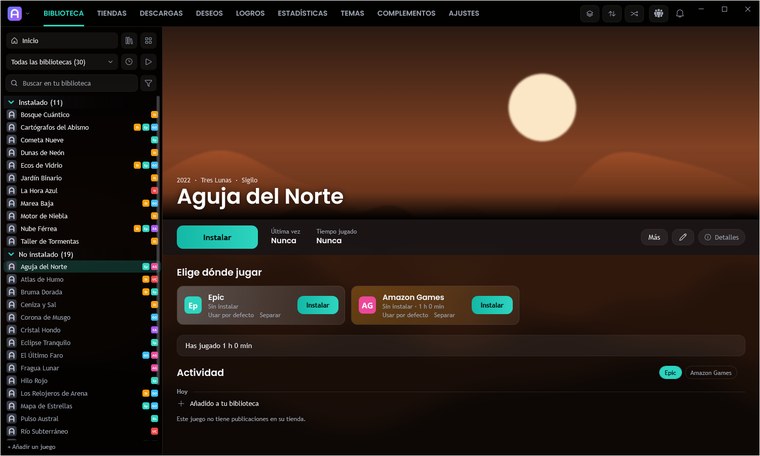 BIBLIOTECA
TIENDAS
DESCARGAS
DESEOS
LOGROS
ESTADÍSTICAS
TEMAS
COMPLEMENTOS
AJUSTES
Inicio
Todas las bibliotecas (30)
Buscar en tu biblioteca
Instalado (11)
Bosque Cuántico
Cartógrafos del Abismo
Cometa Nueve
Dunas de Neón
Ecos de Vidrio
Jardín Binario
La Hora Azul
Marea Baja
Motor de Niebla
Nube Férrea
Taller de Tormentas
No instalado (19)
Aguja del Norte
Atlas de Humo
Bruma Dorada
Ceniza y Sal
Corona de Musgo
Cristal Hondo
Eclipse Tranquilo
El Último Faro
Fragua Lunar
Hilo Rojo
Los Relojeros de Arena
Mapa de Estrellas
Pulso Austral
Río Subterráneo
+ Añadir un juego
2022 · Tres Lunas · Sigilo
Aguja del Norte
Instalar
Última vez
Nunca
Tiempo jugado
Nunca
Más
Detalles
Elige dónde jugar
Ep
Epic
Sin instalar
Usar por defecto Separar
Instalar
AG
Amazon Games
Sin instalar · 1 h 0 min
Usar por defecto Separar
Instalar
Has jugado 1 h 0 min
Actividad
Epic
Amazon Games
Hoy
+ Añadido a tu biblioteca
Este juego no tiene publicaciones en su tienda.